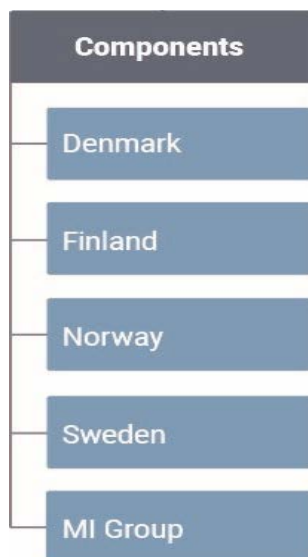 Components
Denmark
Finland
Norway
Sweden
MI Group